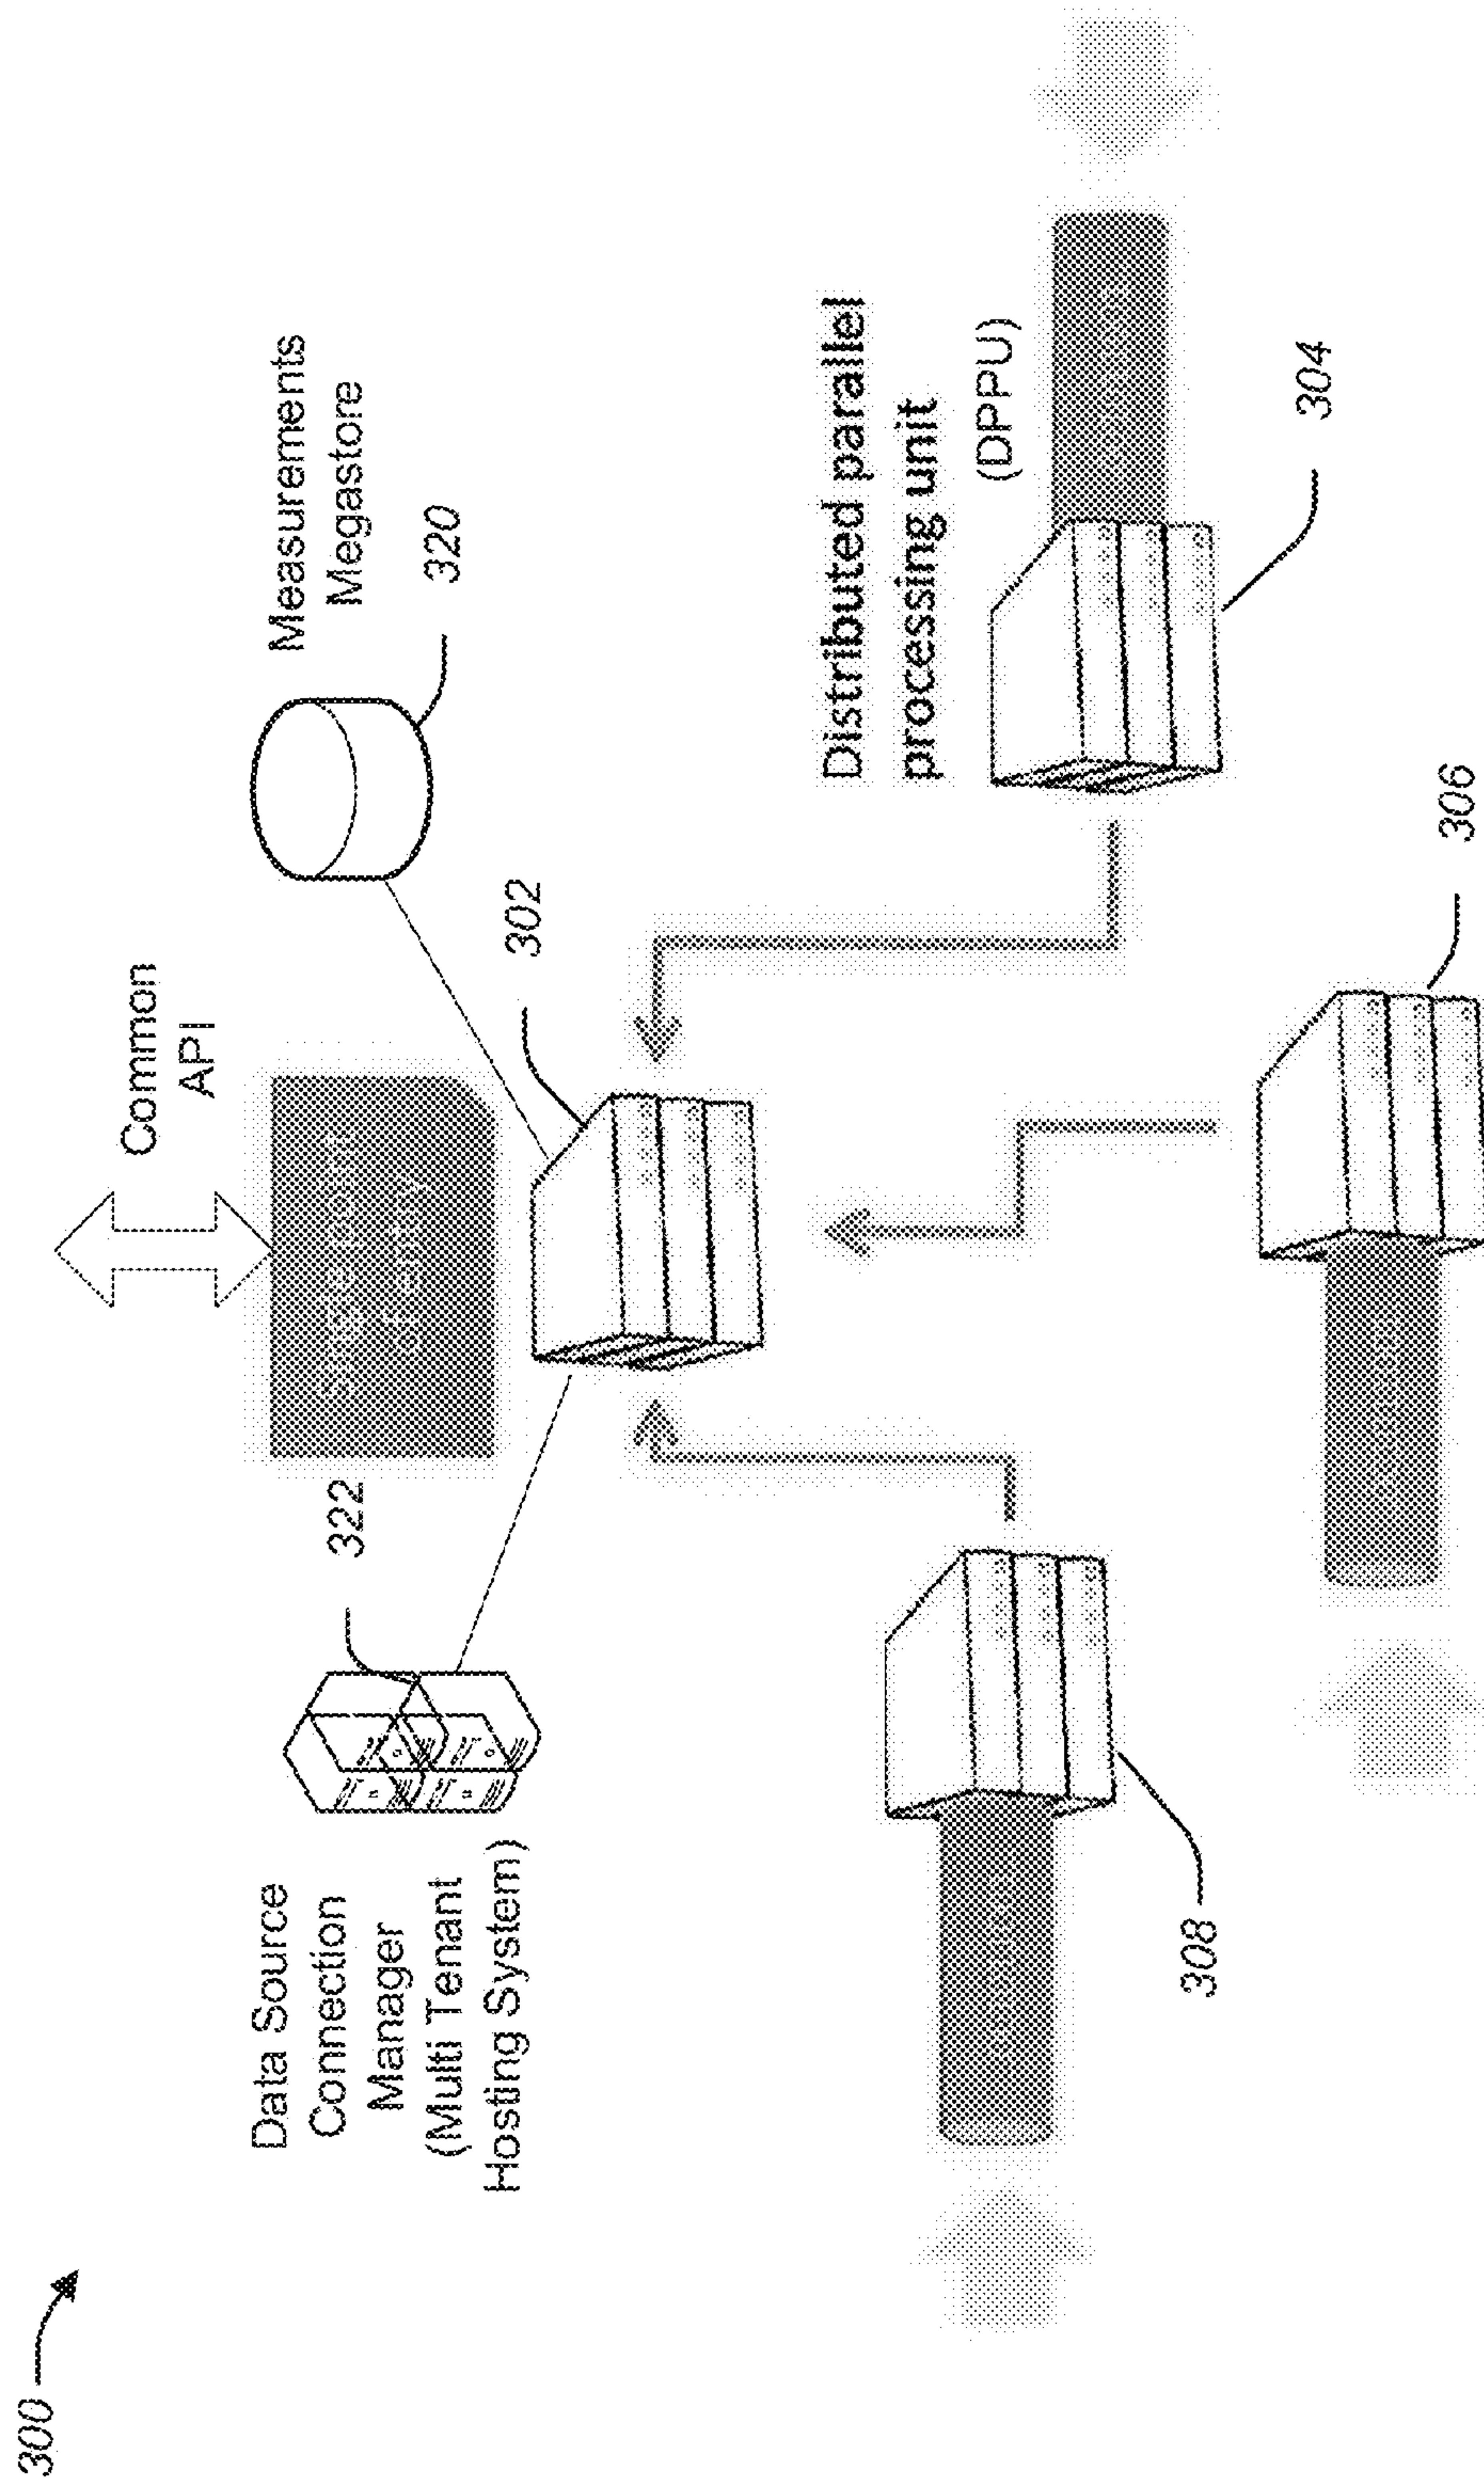 300
Common
API
Data Source
Connection
Manager
(Multi Tenant
Hosting System)
322
Measurements
Megastore
320
302
Distributed parallel
processing unit
(DPPU)
304
308
306